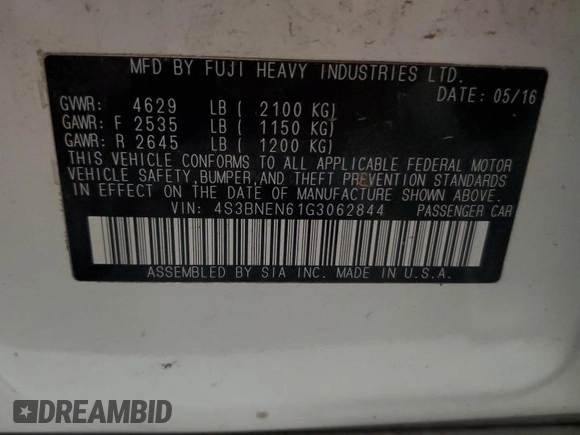 MFD BY FUJI HEAVY INDUSTRIES LTD.
DATE: 05/16
GVWR: 4629 LB ( 2100 KG)
GAWR: F 2535 LB ( 1150 KG)
GAWR: R 2645 LB ( 1200 KG)
THIS VEHICLE CONFORMS TO ALL APPLICABLE FEDERAL MOTOR
VEHICLE SAFETY, BUMPER, AND THEFT PREVENTION STANDARDS
IN EFFECT ON THE DATE OF MANUFACTURE SHOWN ABOVE.
VIN: 4S3BNEN61G3062844 PASSENGER CAR
ASSEMBLED BY SIA INC. MADE IN U.S.A.
DREAMBID